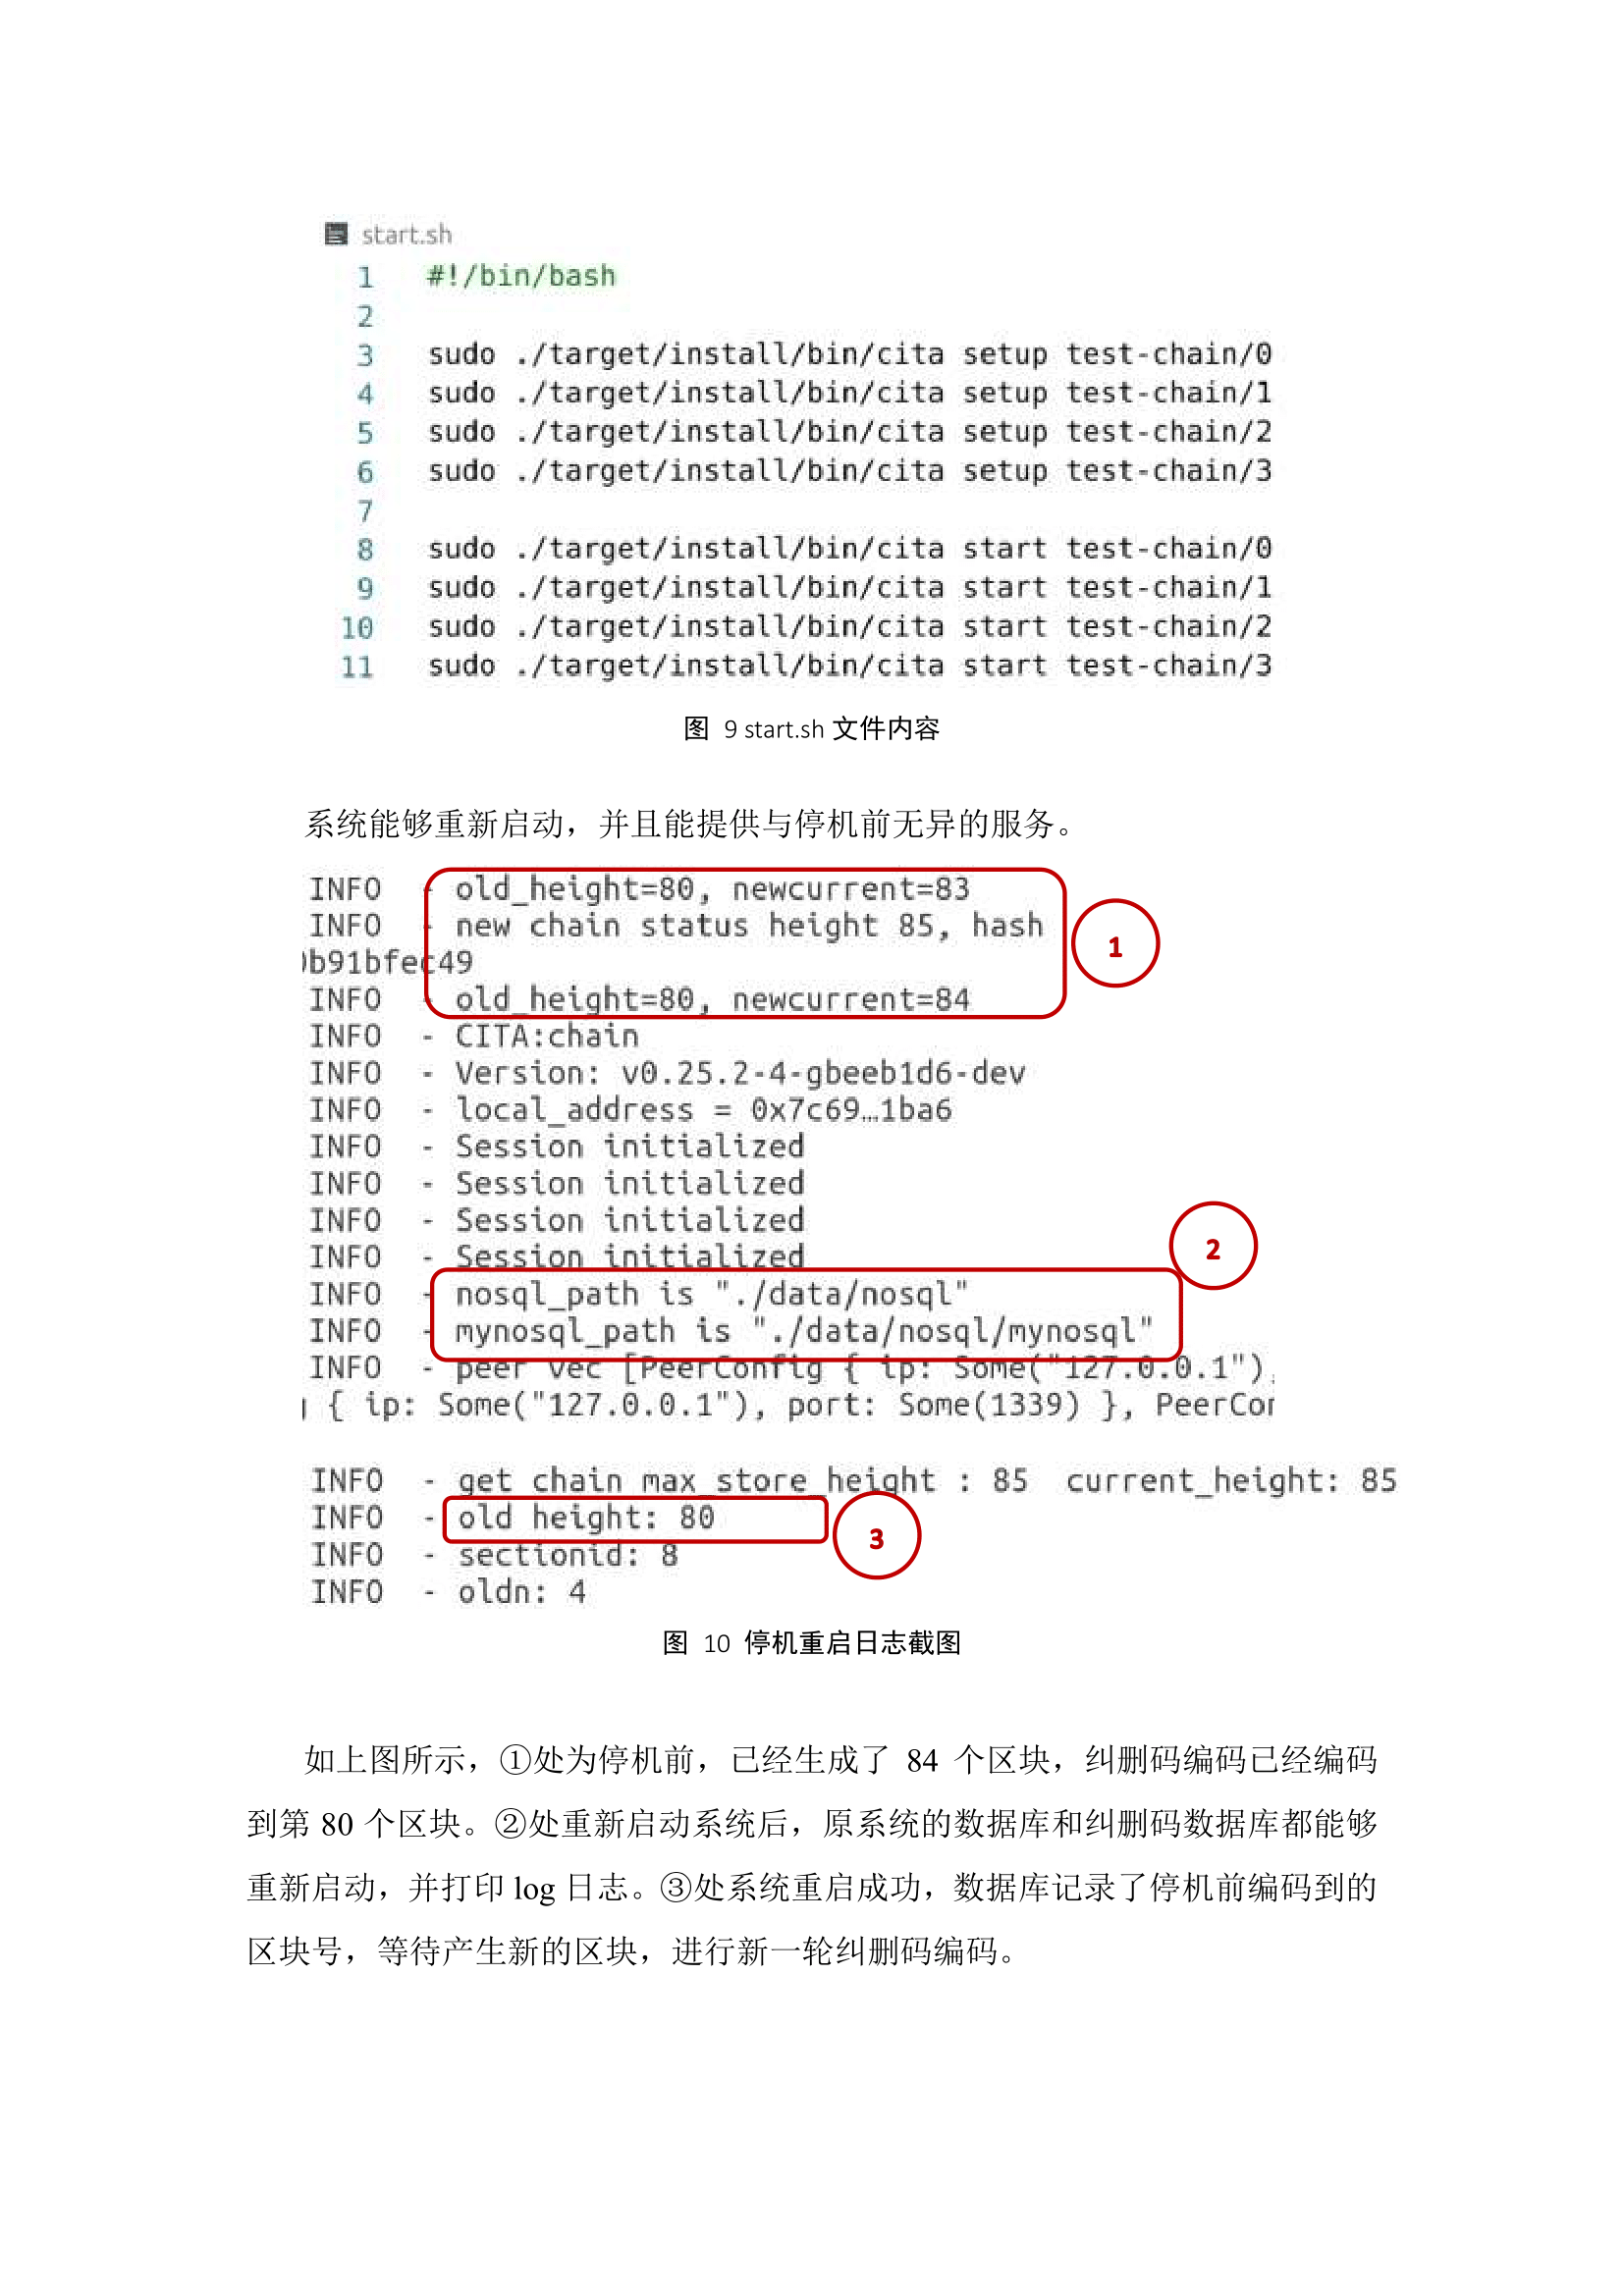 start.sh
1 #!/bin/bash
2
3 sudo ./target/install/bin/cita setup test-chain/0
4 sudo ./target/install/bin/cita setup test-chain/1
5 sudo ./target/install/bin/cita setup test-chain/2
6 sudo ./target/install/bin/cita setup test-chain/3
7
8 sudo ./target/install/bin/cita start test-chain/0
9 sudo ./target/install/bin/cita start test-chain/1
10 sudo ./target/install/bin/cita start test-chain/2
11 sudo ./target/install/bin/cita start test-chain/3
图 9 start.sh 文件内容
系统能够重新启动，并且能提供与停机前无异的服务。
INFO - old_height=80, newcurrent=83
INFO - new chain status height 85, hash
1
b91bfec49
INFO - old_height=80, newcurrent=84
INFO - CITA:chain
INFO - Version: v0.25.2-4-gbeeb1d6-dev
INFO - local_address = 0x7c69…1ba6
INFO - Session initialized
INFO - Session initialized
INFO - Session initialized
INFO - Session initialized
2
INFO - nosql_path is "./data/nosql"
INFO - mynosql_path is "./data/nosql/mynosql"
INFO - peer vec [PeerConfig { ip: Some("127.0.0.1"),
{ ip: Some("127.0.0.1"), port: Some(1339) }, PeerCon
INFO - get chain max_store_height : 85 current_height: 85
INFO - old height: 80
3
INFO - sectionid: 8
INFO - oldn: 4
图 10 停机重启日志截图
如上图所示，①处为停机前，已经生成了 84 个区块，纠删码编码已经编码
到第 80 个区块。②处重新启动系统后，原系统的数据库和纠删码数据库都能够
重新启动，并打印 log 日志。③处系统重启成功，数据库记录了停机前编码到的
区块号，等待产生新的区块，进行新一轮纠删码编码。